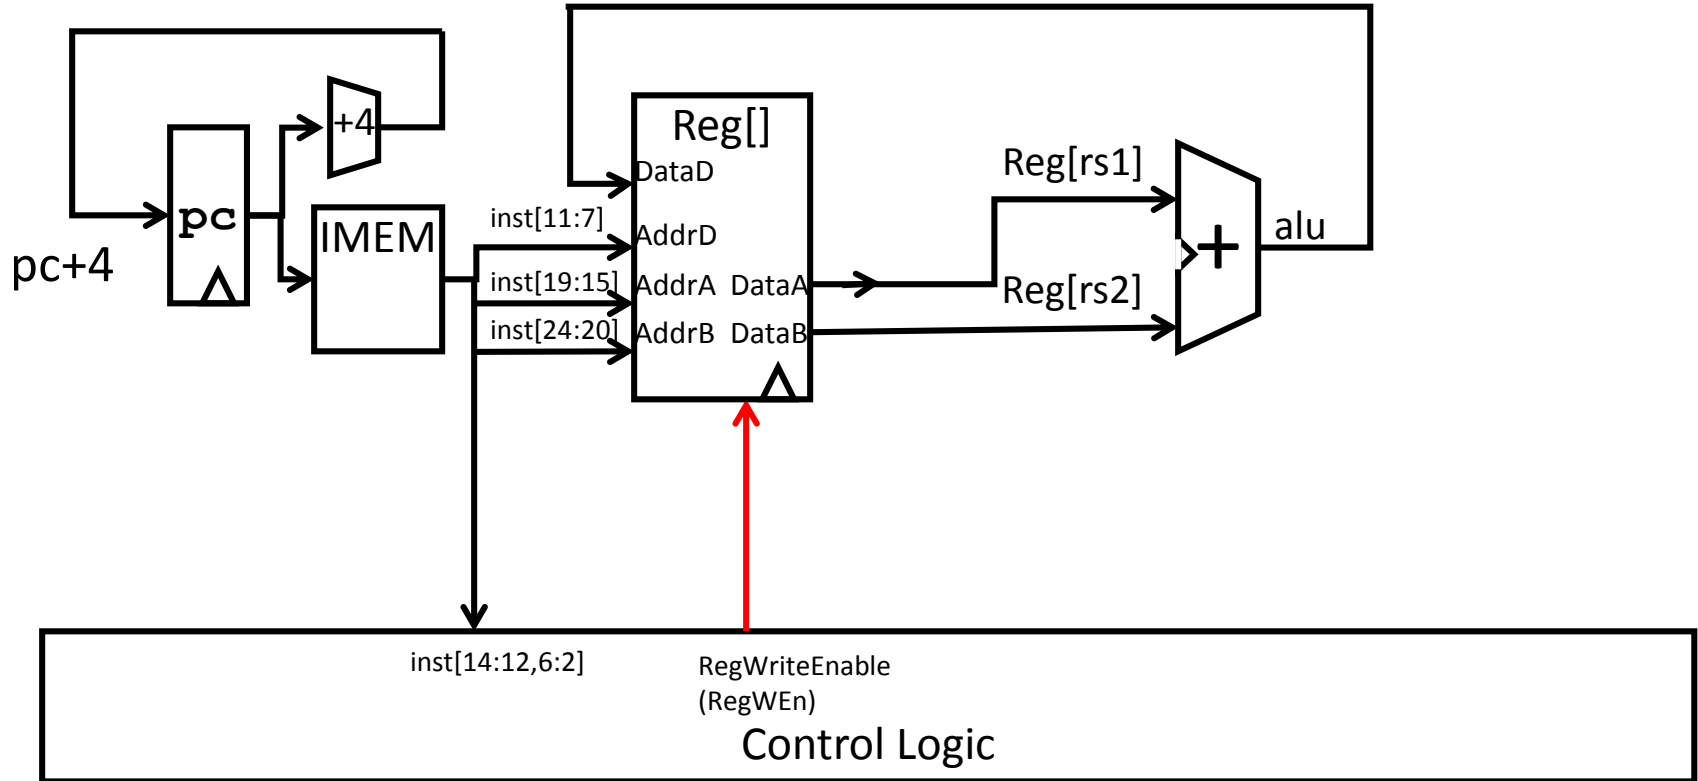 +4
Reg[]
DataD
Reg[rs1]
pc
inst[11:7]
IMEM
AddrD
+
alu
pc+4
inst[19:15]
AddrA
DataA
Reg[rs2]
inst[24:20]
AddrB
DataB
inst[14:12,6:2]
RegWriteEnable
(RegWEn)
Control Logic